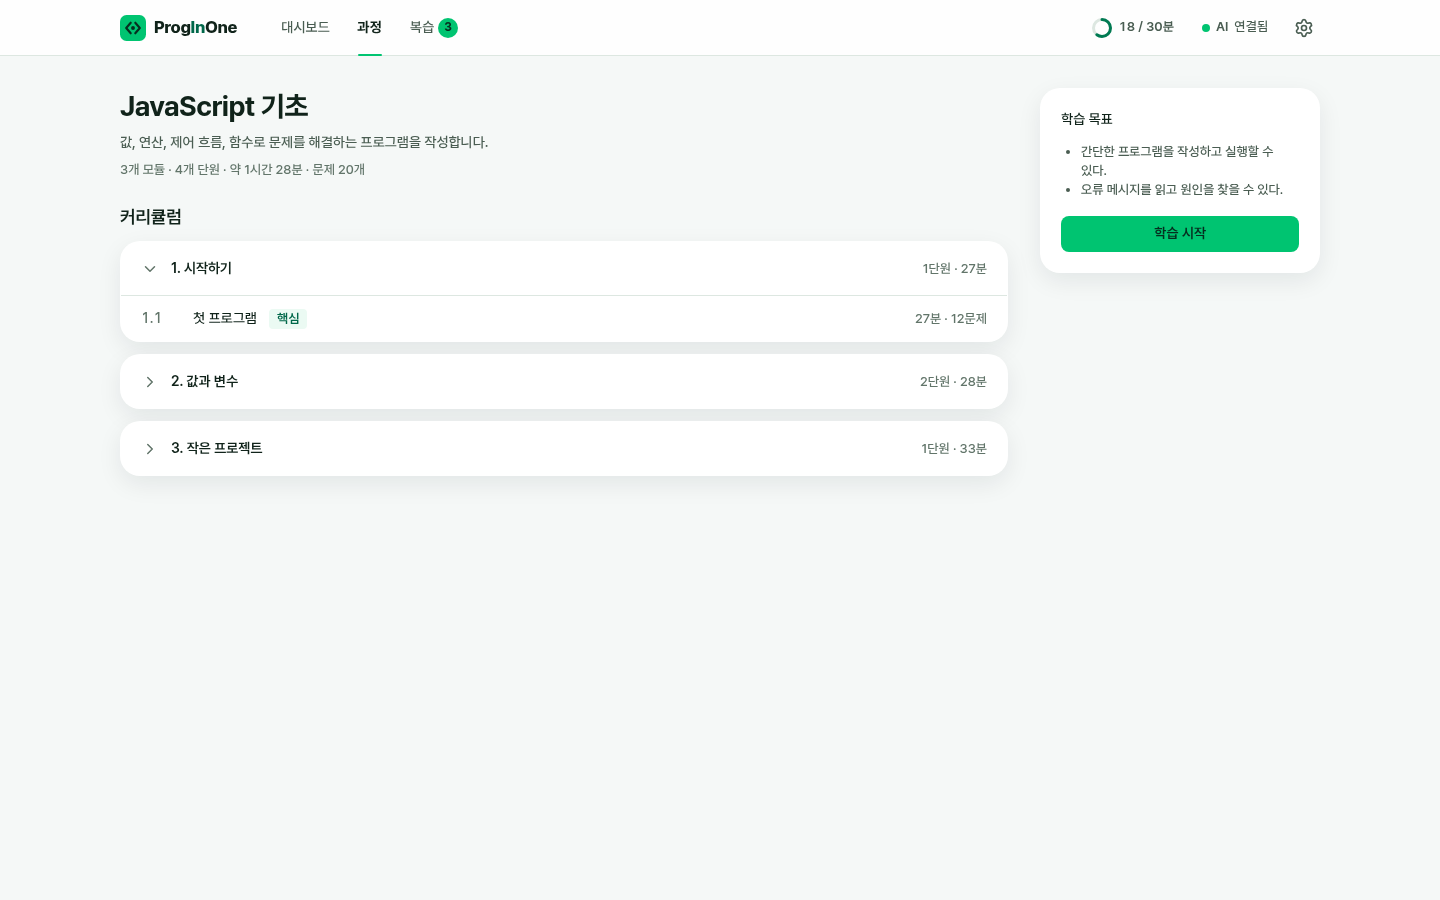 ProgInOne
대시보드
과정
복습 3
18 / 30분
AI 연결됨
JavaScript 기초
값, 연산, 제어 흐름, 함수로 문제를 해결하는 프로그램을 작성합니다.
3개 모듈 · 4개 단원 · 약 1시간 28분 · 문제 20개
커리큘럼
1. 시작하기
1단원 · 27분
1.1 첫 프로그램 핵심
27분 · 12문제
2. 값과 변수
2단원 · 28분
3. 작은 프로젝트
1단원 · 33분
학습 목표
간단한 프로그램을 작성하고 실행할 수
있다.
오류 메시지를 읽고 원인을 찾을 수 있다.
학습 시작